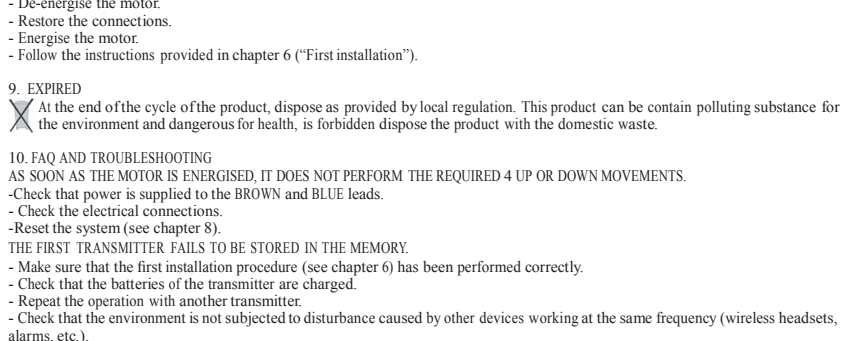 - De-energise the motor.
- Restore the connections.
- Energise the motor.
- Follow the instructions provided in chapter 6 (“First installation”).
9. EXPIRED
At the end of the cycle of the product, dispose as provided by local regulation. This product can be contain polluting substance for
the environment and dangerous for health, is forbidden dispose the product with the domestic waste.
10. FAQ AND TROUBLESHOOTING
AS SOON AS THE MOTOR IS ENERGISED, IT DOES NOT PERFORM THE REQUIRED 4 UP OR DOWN MOVEMENTS.
-Check that power is supplied to the BROWN and BLUE leads.
- Check the electrical connections.
-Reset the system (see chapter 8).
THE FIRST TRANSMITTER FAILS TO BE STORED IN THE MEMORY.
- Make sure that the first installation procedure (see chapter 6) has been performed correctly.
- Check that the batteries of the transmitter are charged.
- Repeat the operation with another transmitter.
- Check that the environment is not subjected to disturbance caused by other devices working at the same frequency (wireless headsets,
alarms, etc.).